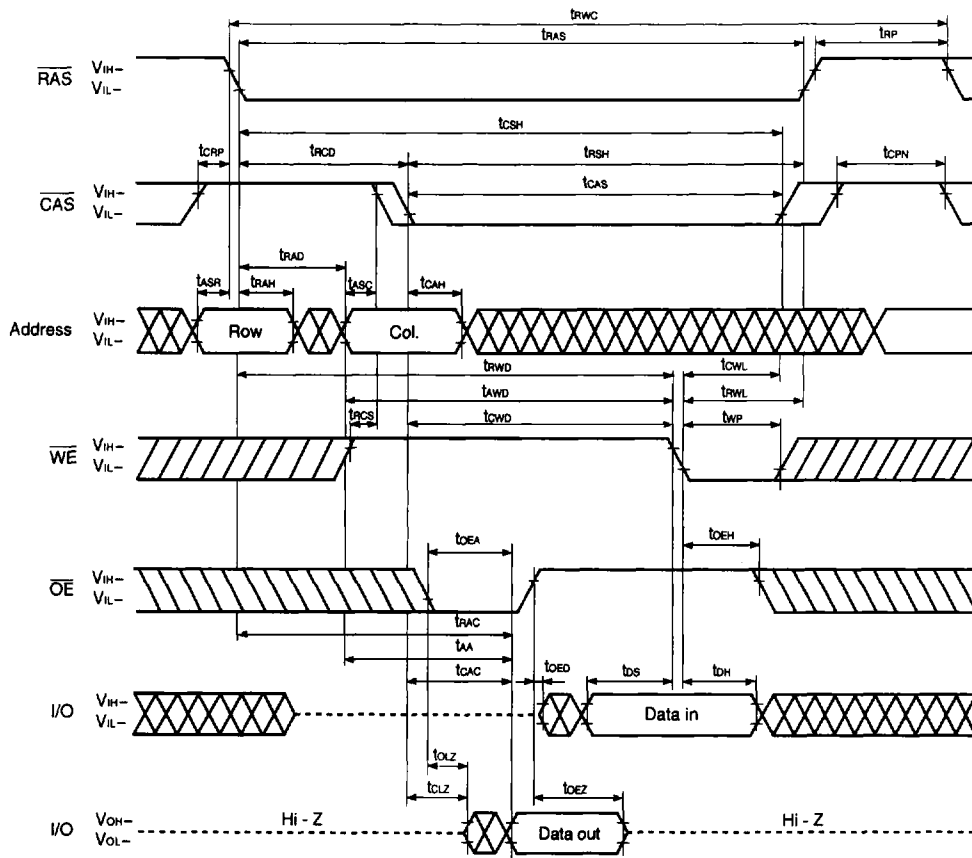 tRWC
tRAS
tRP
RAS VIH–
VIL–
tCSH
tCRP
tRCD
tRSH
tCPN
tCAS
CAS VIH–
VIL–
tRAD
tASR
tRAH
tASC
tCAH
Address VIH–
VIL–
Row
Col.
tRWD
tCWL
tAWD
tRWL
tRCS
tCWD
tWP
WE VIH–
VIL–
tOEA
tOEH
OE VIH–
VIL–
tRAC
tAA
tCAC
tOED
tDS
tDH
I/O VIH–
VIL–
Data in
tOLZ
tCLZ
tOEZ
I/O VOH–
VOL–
Hi - Z
Data out
Hi - Z